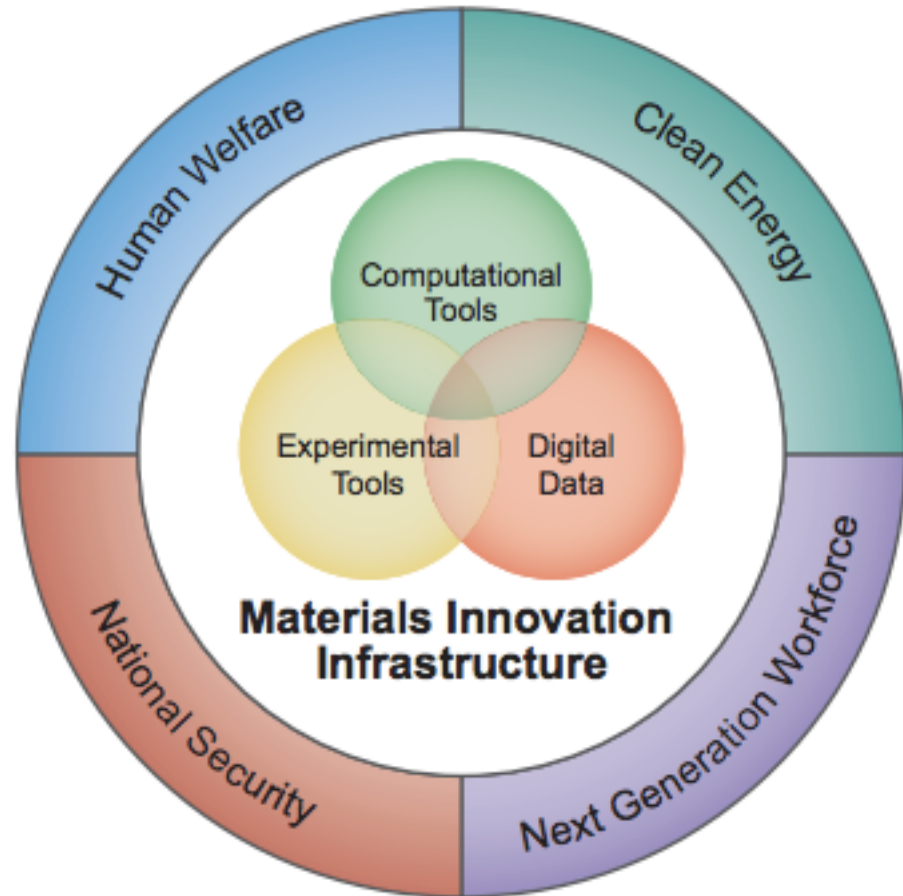 Human Welfare
Clean Energy
Computational
Tools
Experimental
Tools
Digital
Data
Materials Innovation
Infrastructure
National Security
Next Generation Workforce